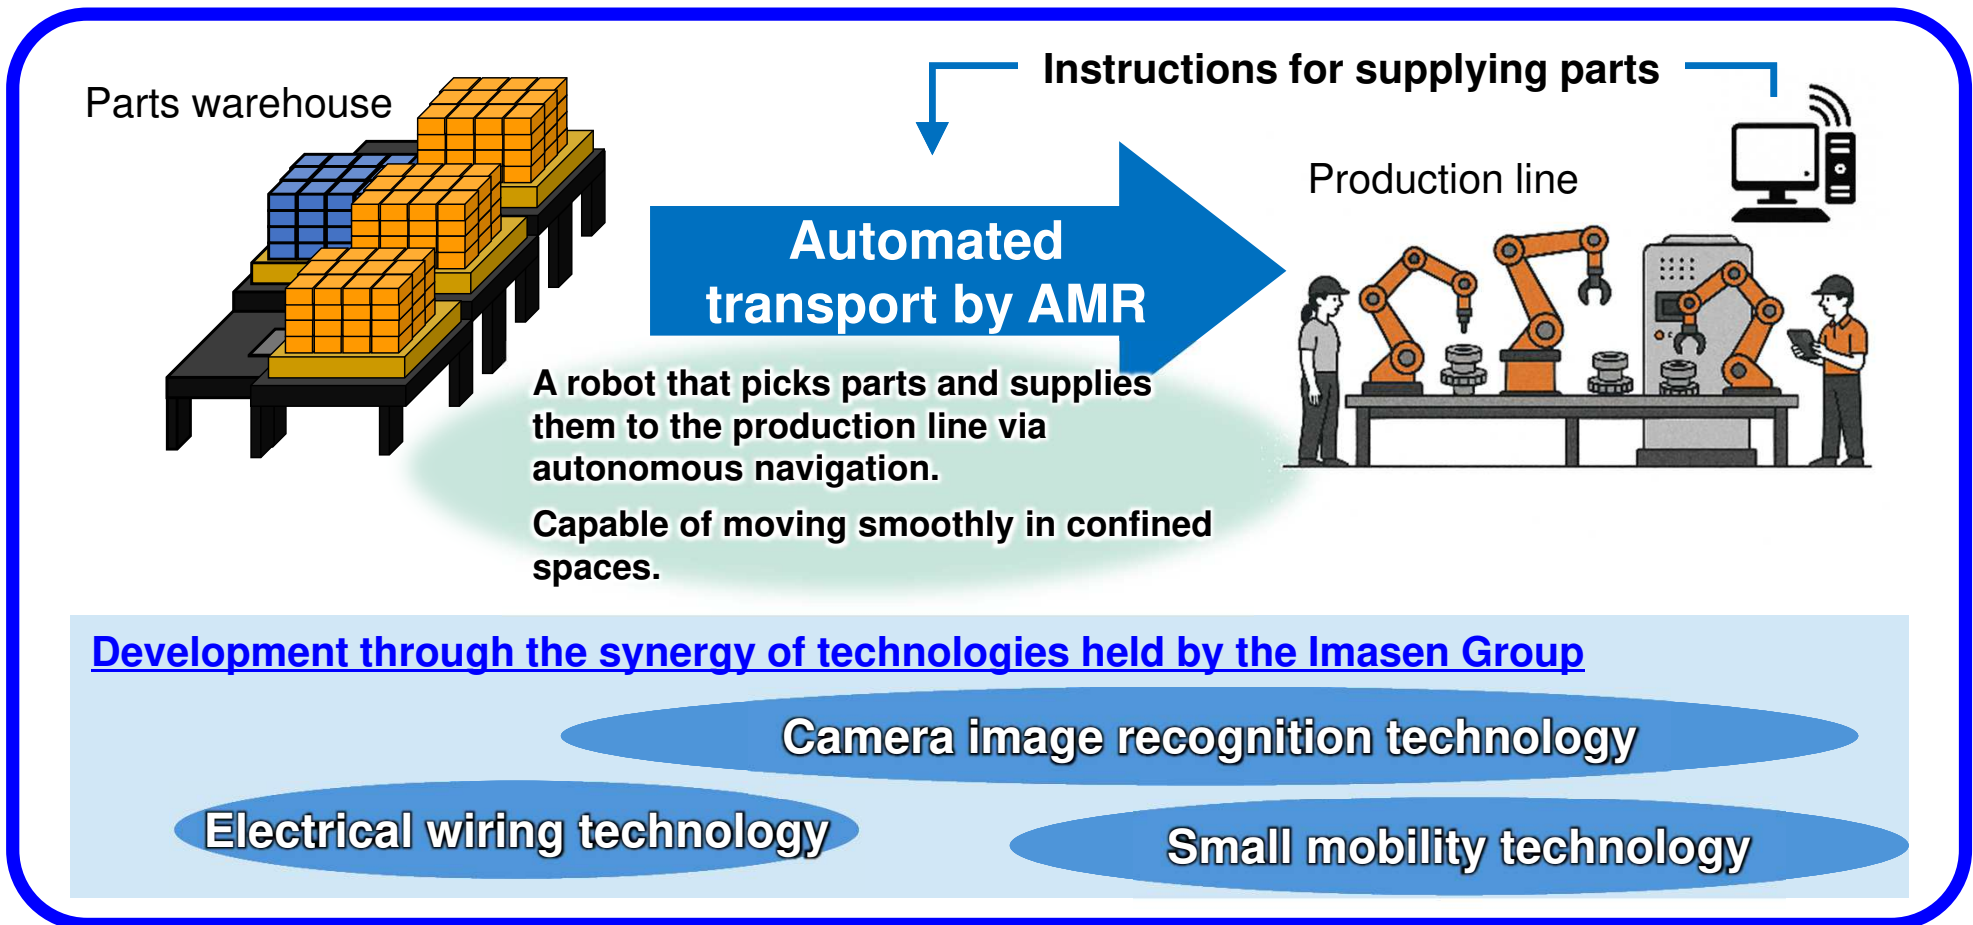 Instructions for supplying parts
Parts warehouse
Production line
Automated
transport by AMR
A robot that picks parts and supplies
them to the production line via
autonomous navigation.
Capable of moving smoothly in confined
spaces.
Development through the synergy of technologies held by the Imasen Group
Camera image recognition technology
Electrical wiring technology
Small mobility technology